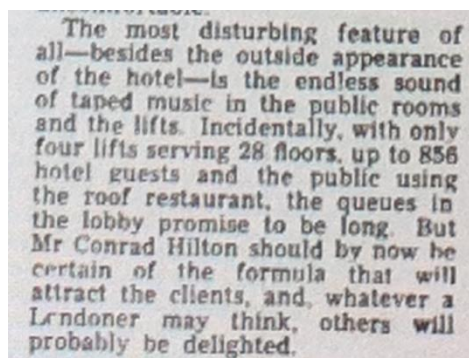 The most disturbing feature of
all—besides the outside appearance
of the hotel—is the endless sound
of taped music in the public rooms
and the lifts. Incidentally, with only
four lifts serving 28 floors, up to 856
hotel guests and the public using
the roof restaurant, the queues in
the lobby promise to be long. But
Mr Conrad Hilton should by now be
certain of the formula that will
attract the clients, and, whatever a
Londoner may think, others will
probably be delighted.